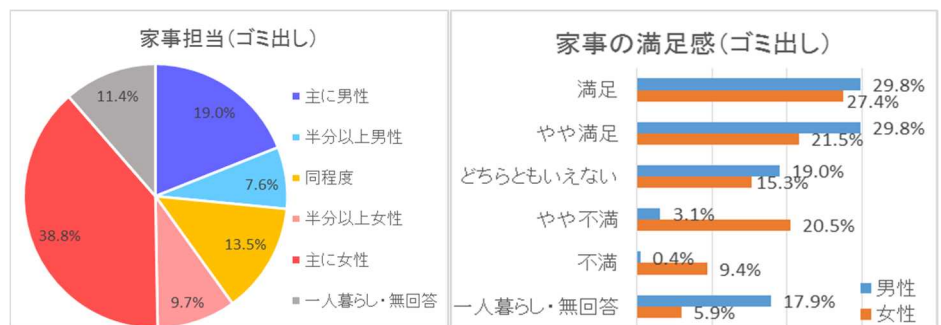 家事担当(ゴミ出し)
11.4%
19.0%
7.6%
13.5%
9.7%
38.8%
主に男性
半分以上男性
同程度
半分以上女性
主に女性
一人暮らし・無回答
家事の満足感(ゴミ出し)
満足
29.8%
27.4%
やや満足
29.8%
21.5%
どちらともいえない
19.0%
15.3%
やや不満
3.1%
20.5%
不満
0.4%
9.4%
一人暮らし・無回答
17.9%
5.9%
男性
女性